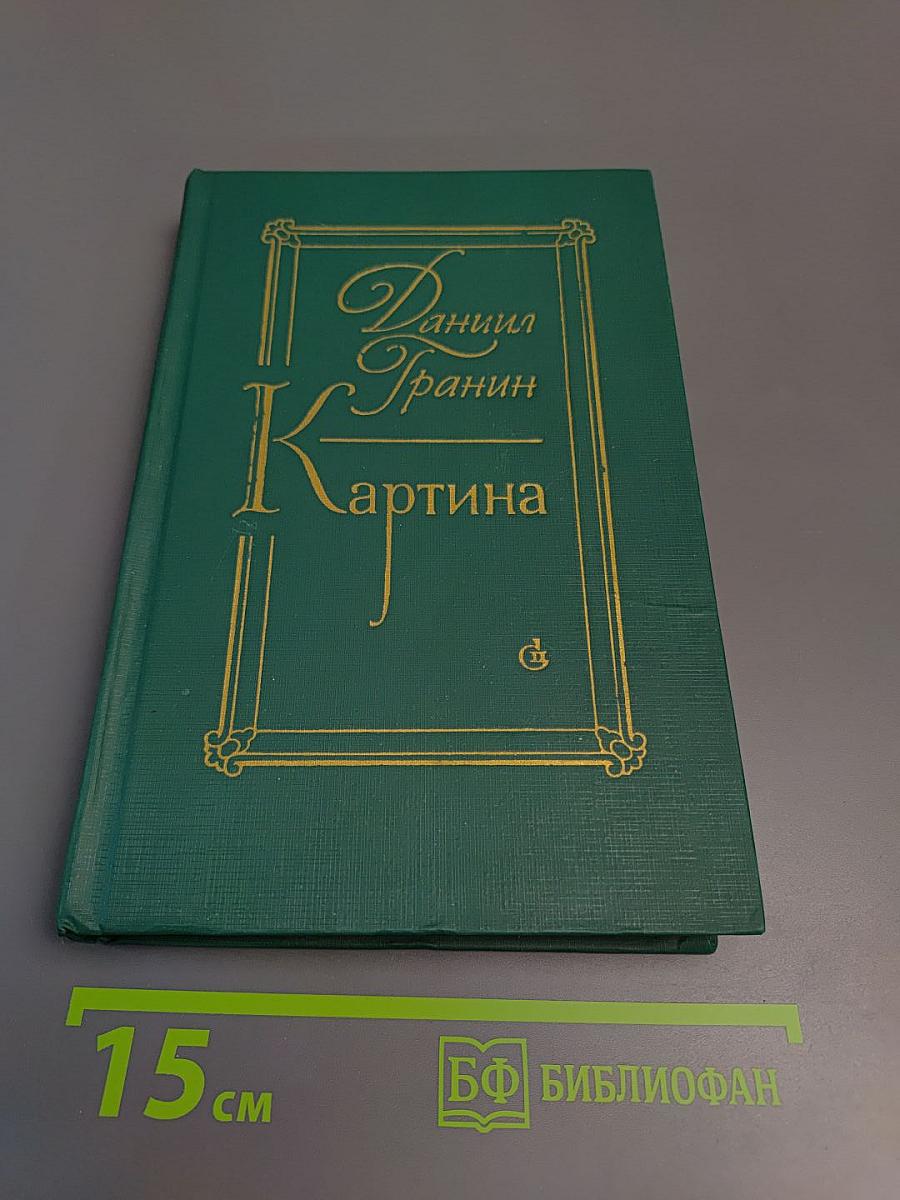 Даниил
Гранин
Картина
15 см
БФ БИБЛИОФАН